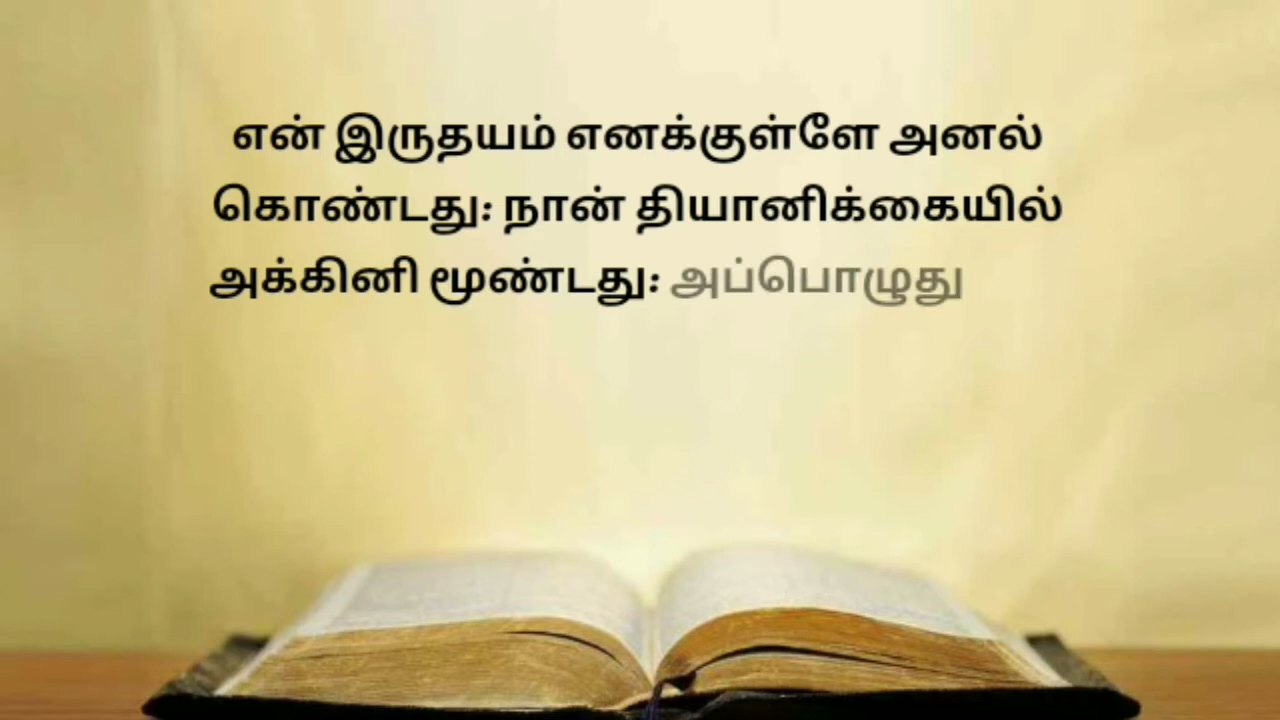 என் இருதயம் எனக்குள்ளே அனல்
கொண்டது: நான் தியானிக்கையில்
அக்கினி மூண்டது: அப்பொழுது